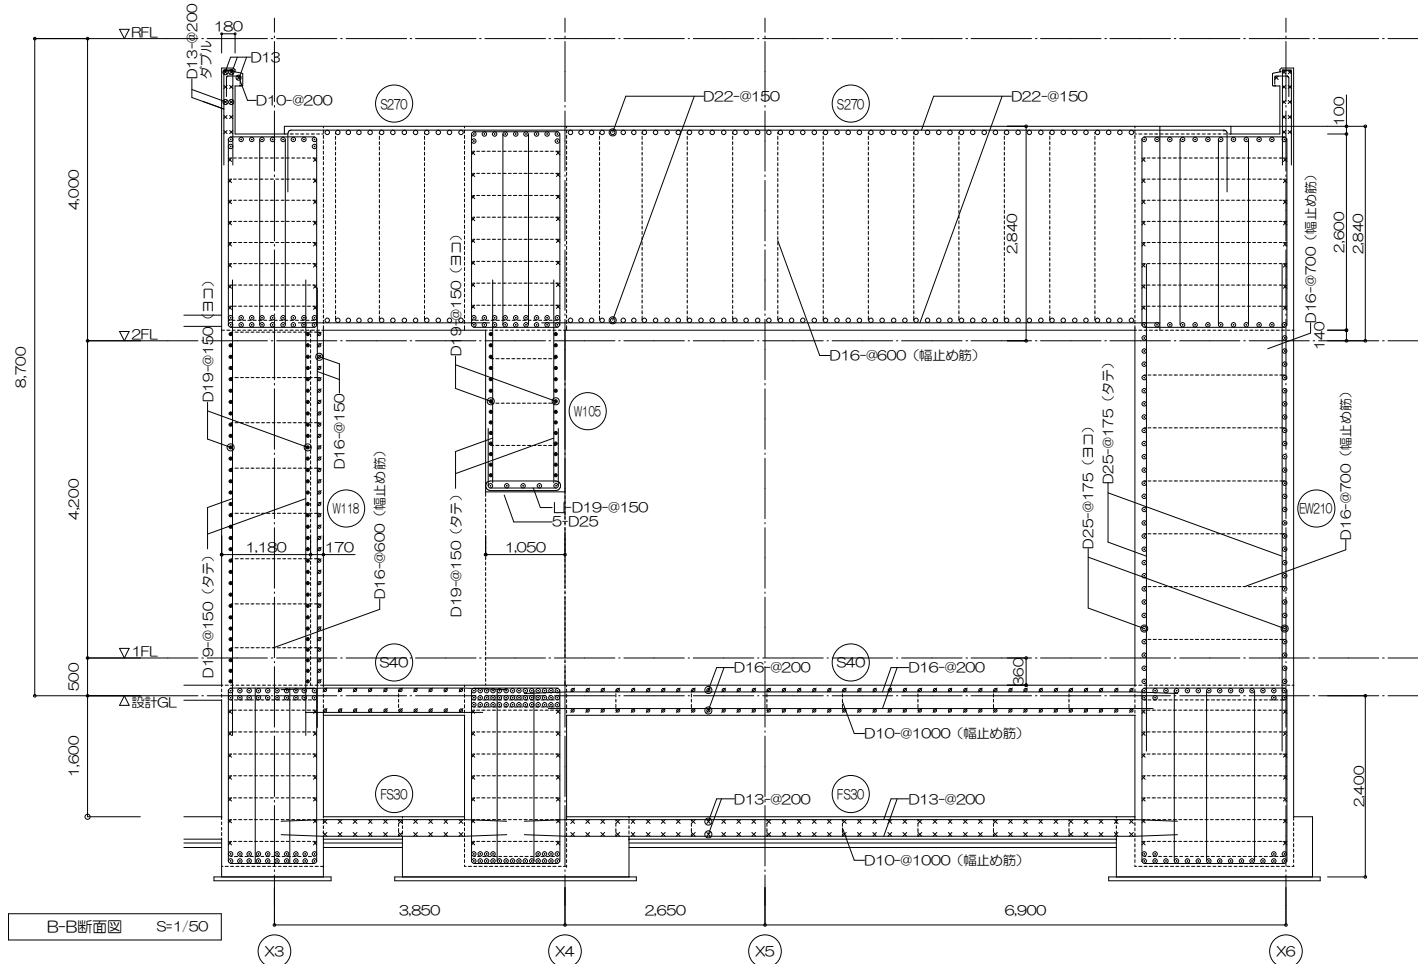 ▽RFL
180
D13-@200
ダブル
D13
D10-@200
S270
D22-@150
S270
D22-@150
100
4,000
2,840
2,600
2,840
D16-@700（幅止め筋）
140
D19-@150（ヨコ）
D19-@150（ヨコ）
▽2FL
8,700
D16-@600（幅止め筋）
D16-@150
W105
D25-@175（タテ）
D25-@175（ヨコ）
D16-@700（幅止め筋）
EW210
4,200
W118
D16-@600（幅止め筋）
凵-D19-@150
5-D25
1,180
170
1,050
D19-@150（タテ）
D19-@150（タテ）
▽1FL
500
S40
D16-@200
S40
D16-@200
360
△設計GL
D10-@1000（幅止め筋）
1,600
2,400
FS30
D13-@200
FS30
D13-@200
D10-@1000（幅止め筋）
3,850
2,650
6,900
B-B断面図 S=1/50
X3
X4
X5
X6